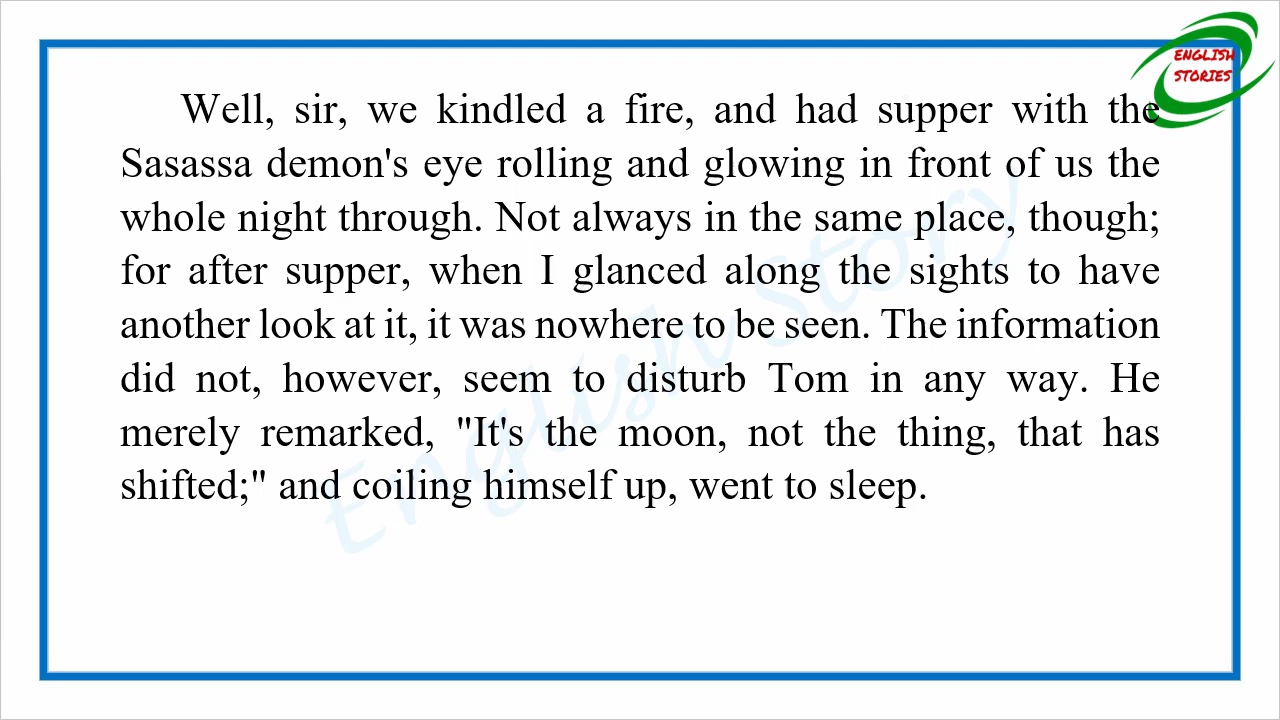 ENGLISH
STORIES
Well, sir, we kindled a fire, and had supper with the
Sasassa demon's eye rolling and glowing in front of us the
whole night through. Not always in the same place, though;
for after supper, when I glanced along the sights to have
another look at it, it was nowhere to be seen. The information
did not, however, seem to disturb Tom in any way. He
merely remarked, "It's the moon, not the thing, that has
shifted;" and coiling himself up, went to sleep.
English Story